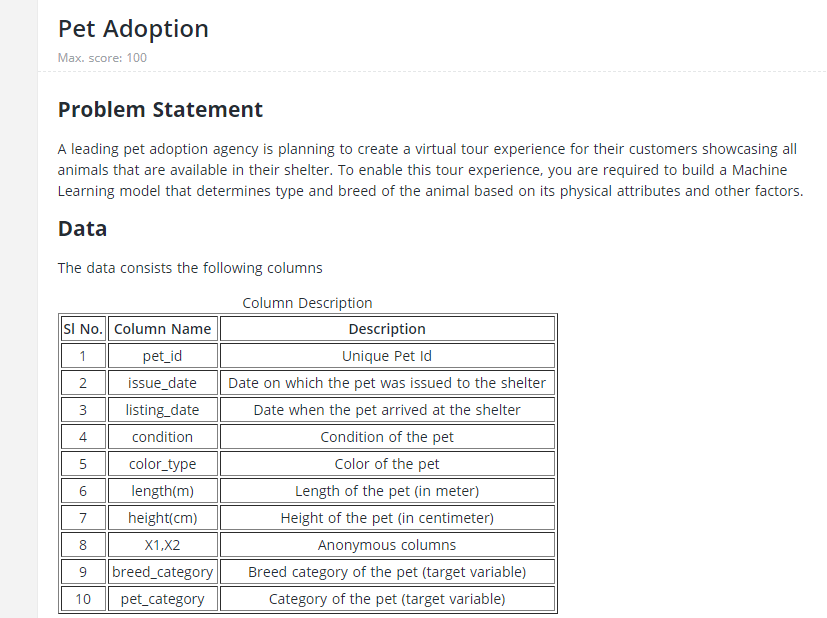 Pet Adoption
Max. score: 100
Problem Statement
A leading pet adoption agency is planning to create a virtual tour experience for their customers showcasing all
animals that are available in their shelter. To enable this tour experience, you are required to build a Machine
Learning model that determines type and breed of the animal based on its physical attributes and other factors.
Data
The data consists the following columns
Column Description
Sl No. Column Name Description
1 pet_id Unique Pet Id
2 issue_date Date on which the pet was issued to the shelter
3 listing_date Date when the pet arrived at the shelter
4 condition Condition of the pet
5 color_type Color of the pet
6 length(m) Length of the pet (in meter)
7 height(cm) Height of the pet (in centimeter)
8 X1,X2 Anonymous columns
9 breed_category Breed category of the pet (target variable)
10 pet_category Category of the pet (target variable)